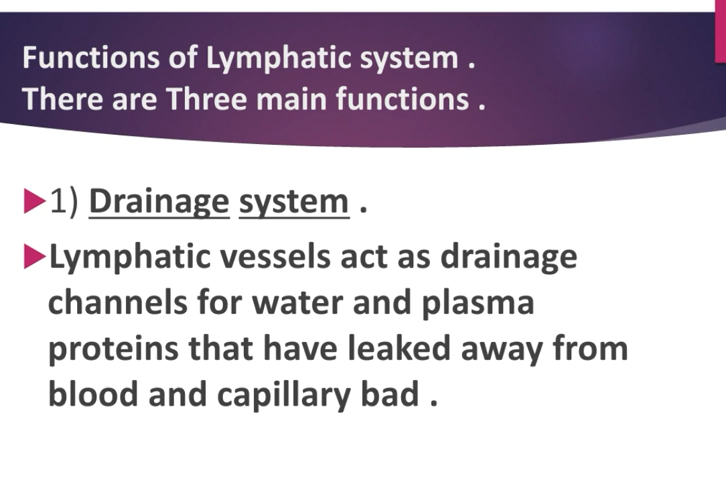 Functions of Lymphatic system .
There are Three main functions .
1) Drainage system .
Lymphatic vessels act as drainage
channels for water and plasma
proteins that have leaked away from
blood and capillary bad .